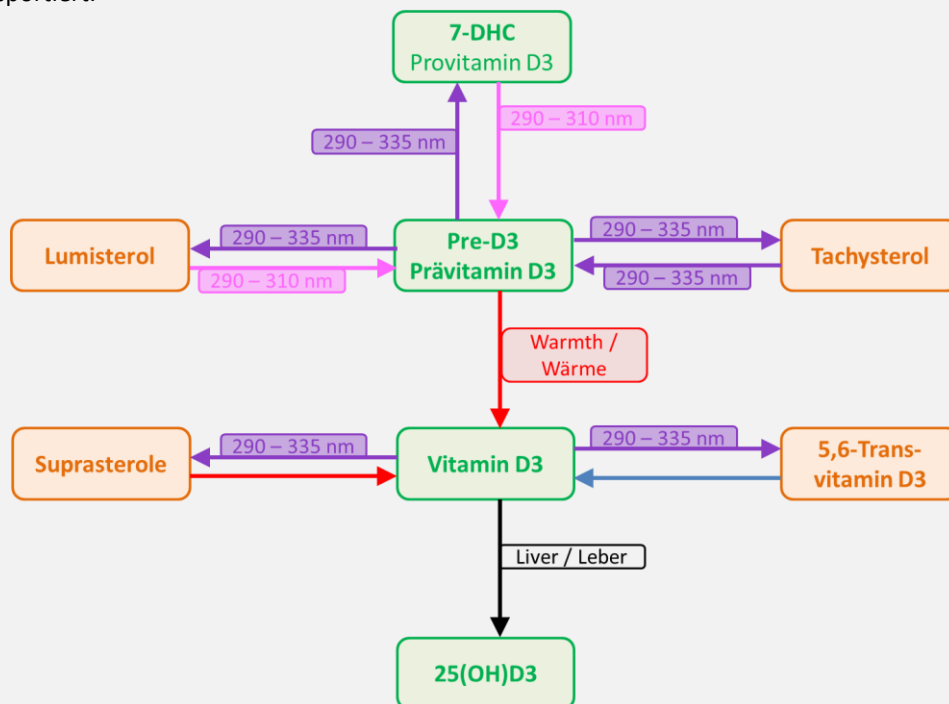 7-DHC
Provitamin D3
290 – 310 nm
290 – 335 nm
290 – 335 nm
290 – 335 nm
Lumisterol
Pre-D3
Prävitamin D3
Tachysterol
290 – 310 nm
290 – 335 nm
Warmth /
Wärme
290 – 335 nm
290 – 335 nm
Suprasterole
Vitamin D3
5,6-Trans-
vitamin D3
Liver / Leber
25(OH)D3